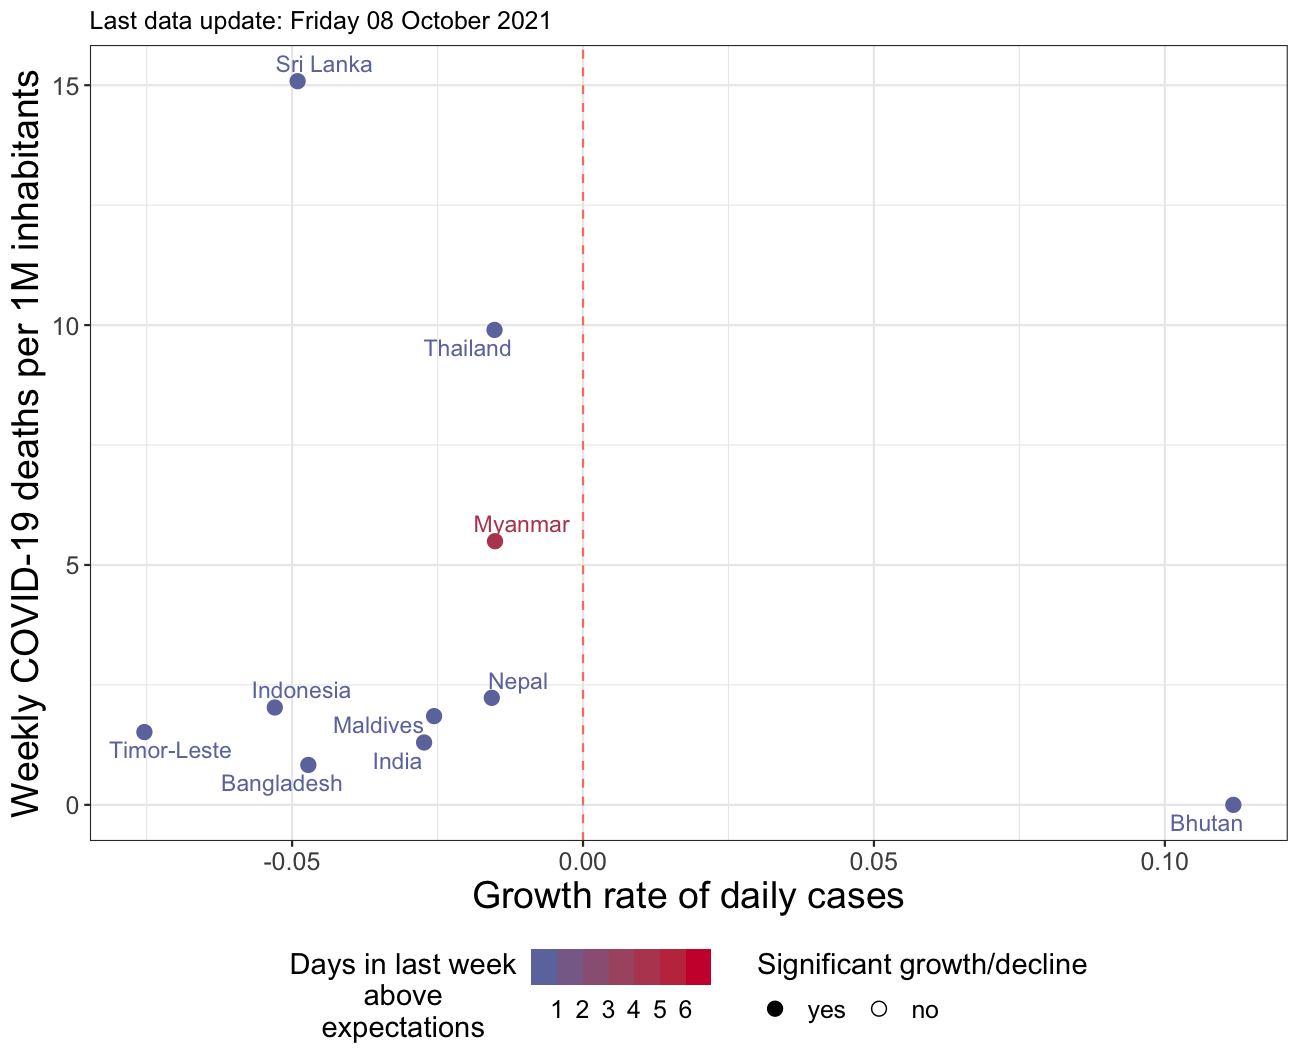 Last data update: Friday 08 October 2021
Weekly COVID-19 deaths per 1M inhabitants
15
10
5
0
Sri Lanka
Thailand
Myanmar
Nepal
Indonesia
Maldives
Timor-Leste
India
Bangladesh
Bhutan
-0.05 0.00 0.05 0.10
Growth rate of daily cases
Days in last week
above
expectations
1 2 3 4 5 6
Significant growth/decline
yes no